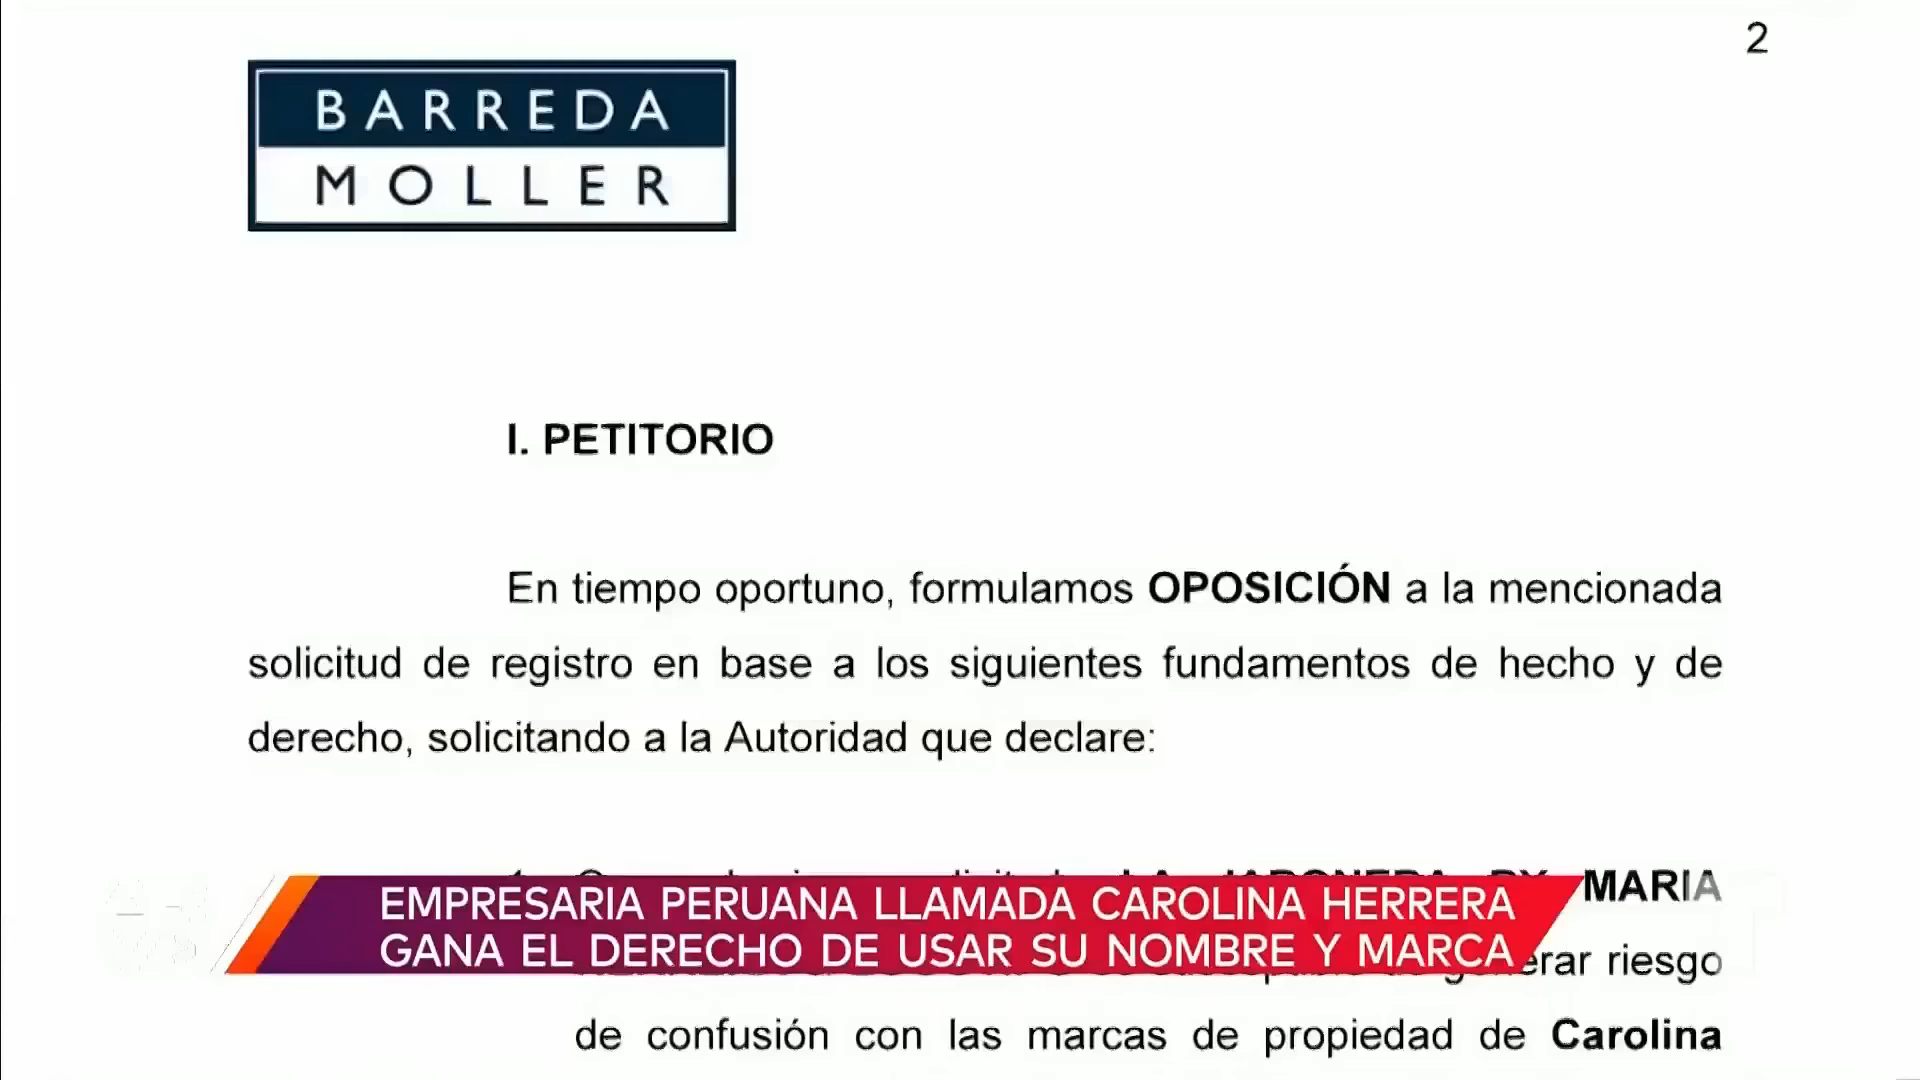 2
BARREDA
MOLLER
I. PETITORIO
En tiempo oportuno, formulamos OPOSICIÓN a la mencionada
solicitud de registro en base a los siguientes fundamentos de hecho y de
derecho, solicitando a la Autoridad que declare:
MARIA
EMPRESARIA PERUANA LLAMADA CAROLINA HERRERA
GANA EL DERECHO DE USAR SU NOMBRE Y MARCA
riesgo
de confusión con las marcas de propiedad de Carolina